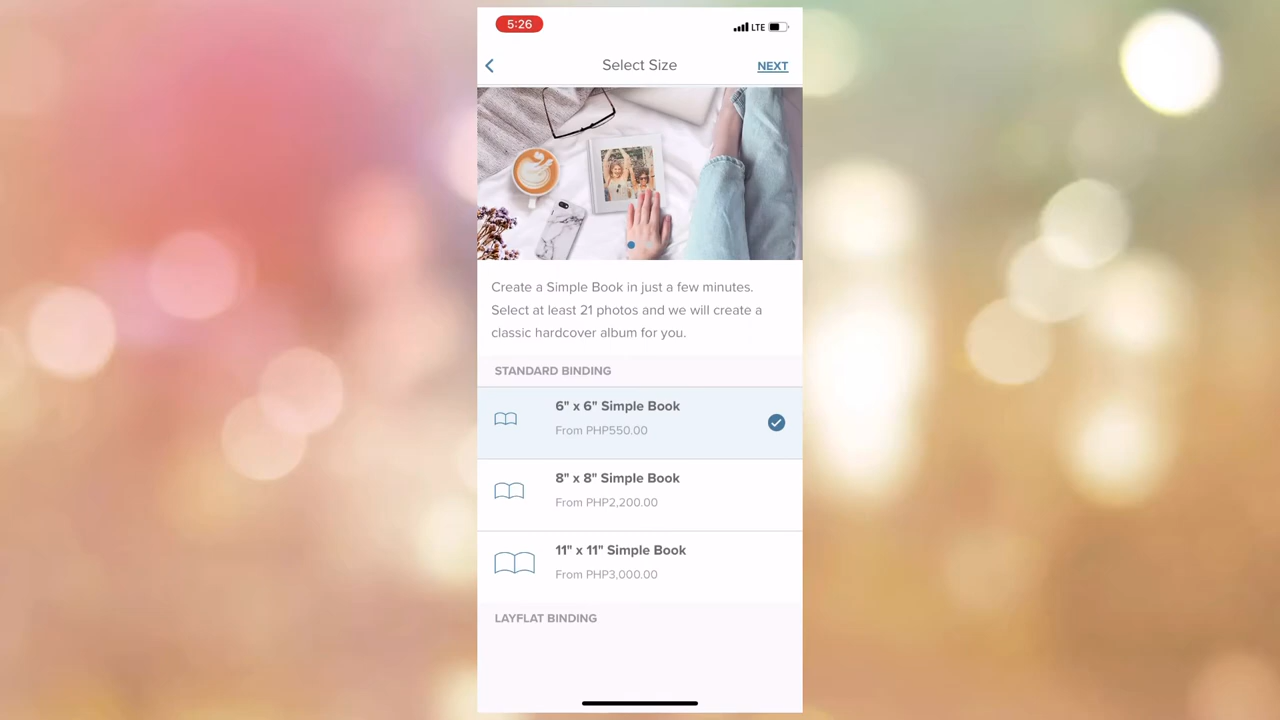 5:26
LTE
Select Size
NEXT
Create a Simple Book in just a few minutes.
Select at least 21 photos and we will create a
classic hardcover album for you.
STANDARD BINDING
6" x 6" Simple Book
From PHP550.00
8" x 8" Simple Book
From PHP2,200.00
11" x 11" Simple Book
From PHP3,000.00
LAYFLAT BINDING